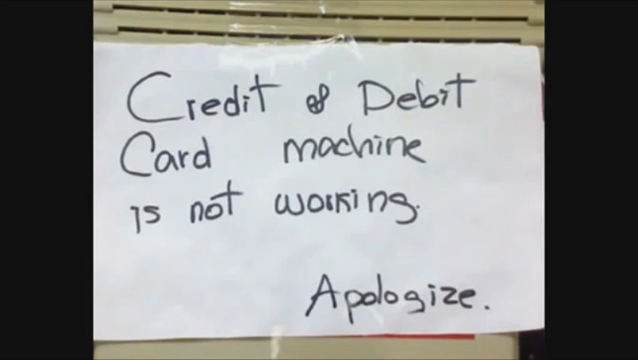 Credit & Debit
Card machine
is not working.
Apologize.